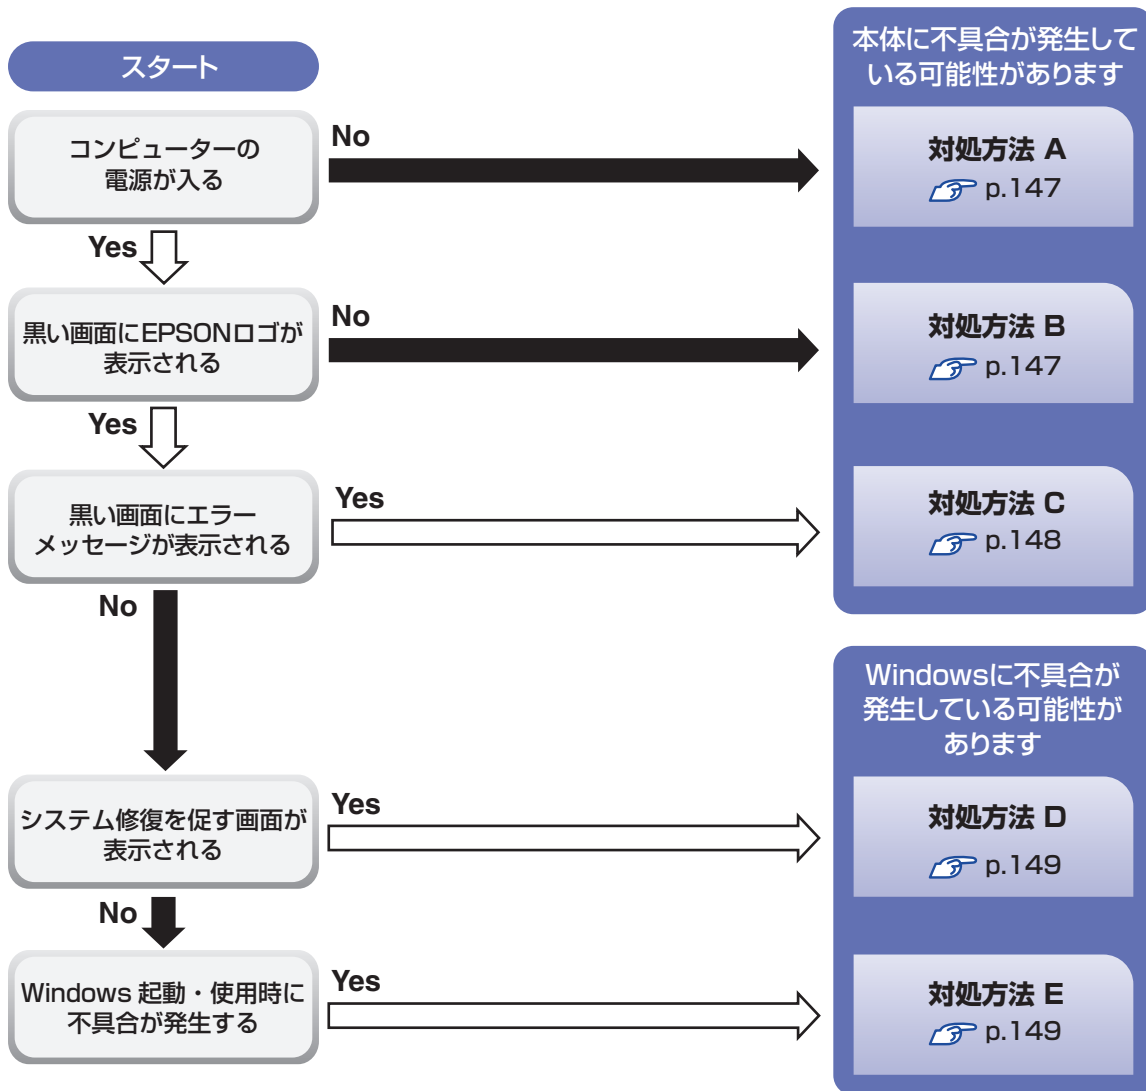 スタート
コンピューターの
電源が入る
No
Yes
黒い画面にEPSONロゴが
表示される
No
Yes
黒い画面にエラー
メッセージが表示される
Yes
No
システム修復を促す画面が
表示される
Yes
No
Windows 起動・使用時に
不具合が発生する
Yes
本体に不具合が発生して
いる可能性があります
対処方法 A
p.147
対処方法 B
p.147
対処方法 C
p.148
Windowsに不具合が
発生している可能性が
あります
対処方法 D
p.149
対処方法 E
p.149